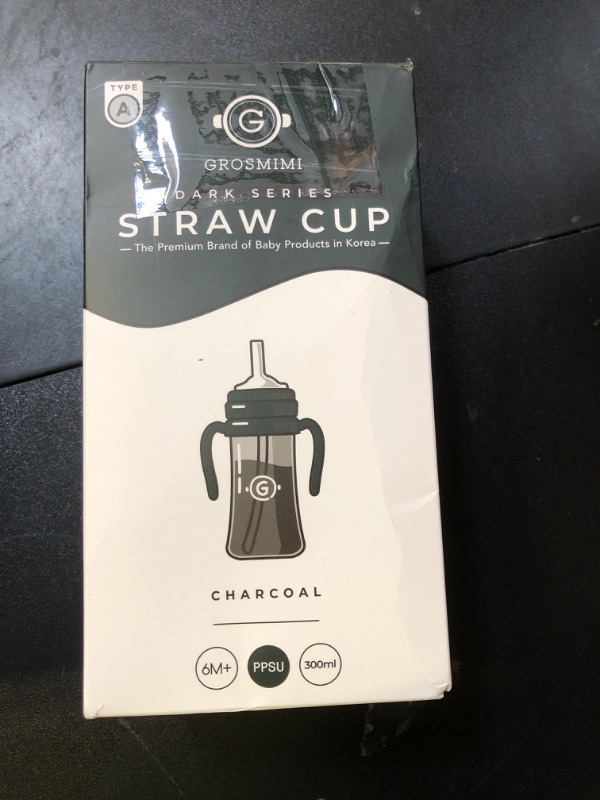 TYPE
A
G
GROSMIMI
DARK SERIES
STRAW CUP
— The Premium Brand of Baby Products in Korea —
G
CHARCOAL
6M+ PPSU 300ml